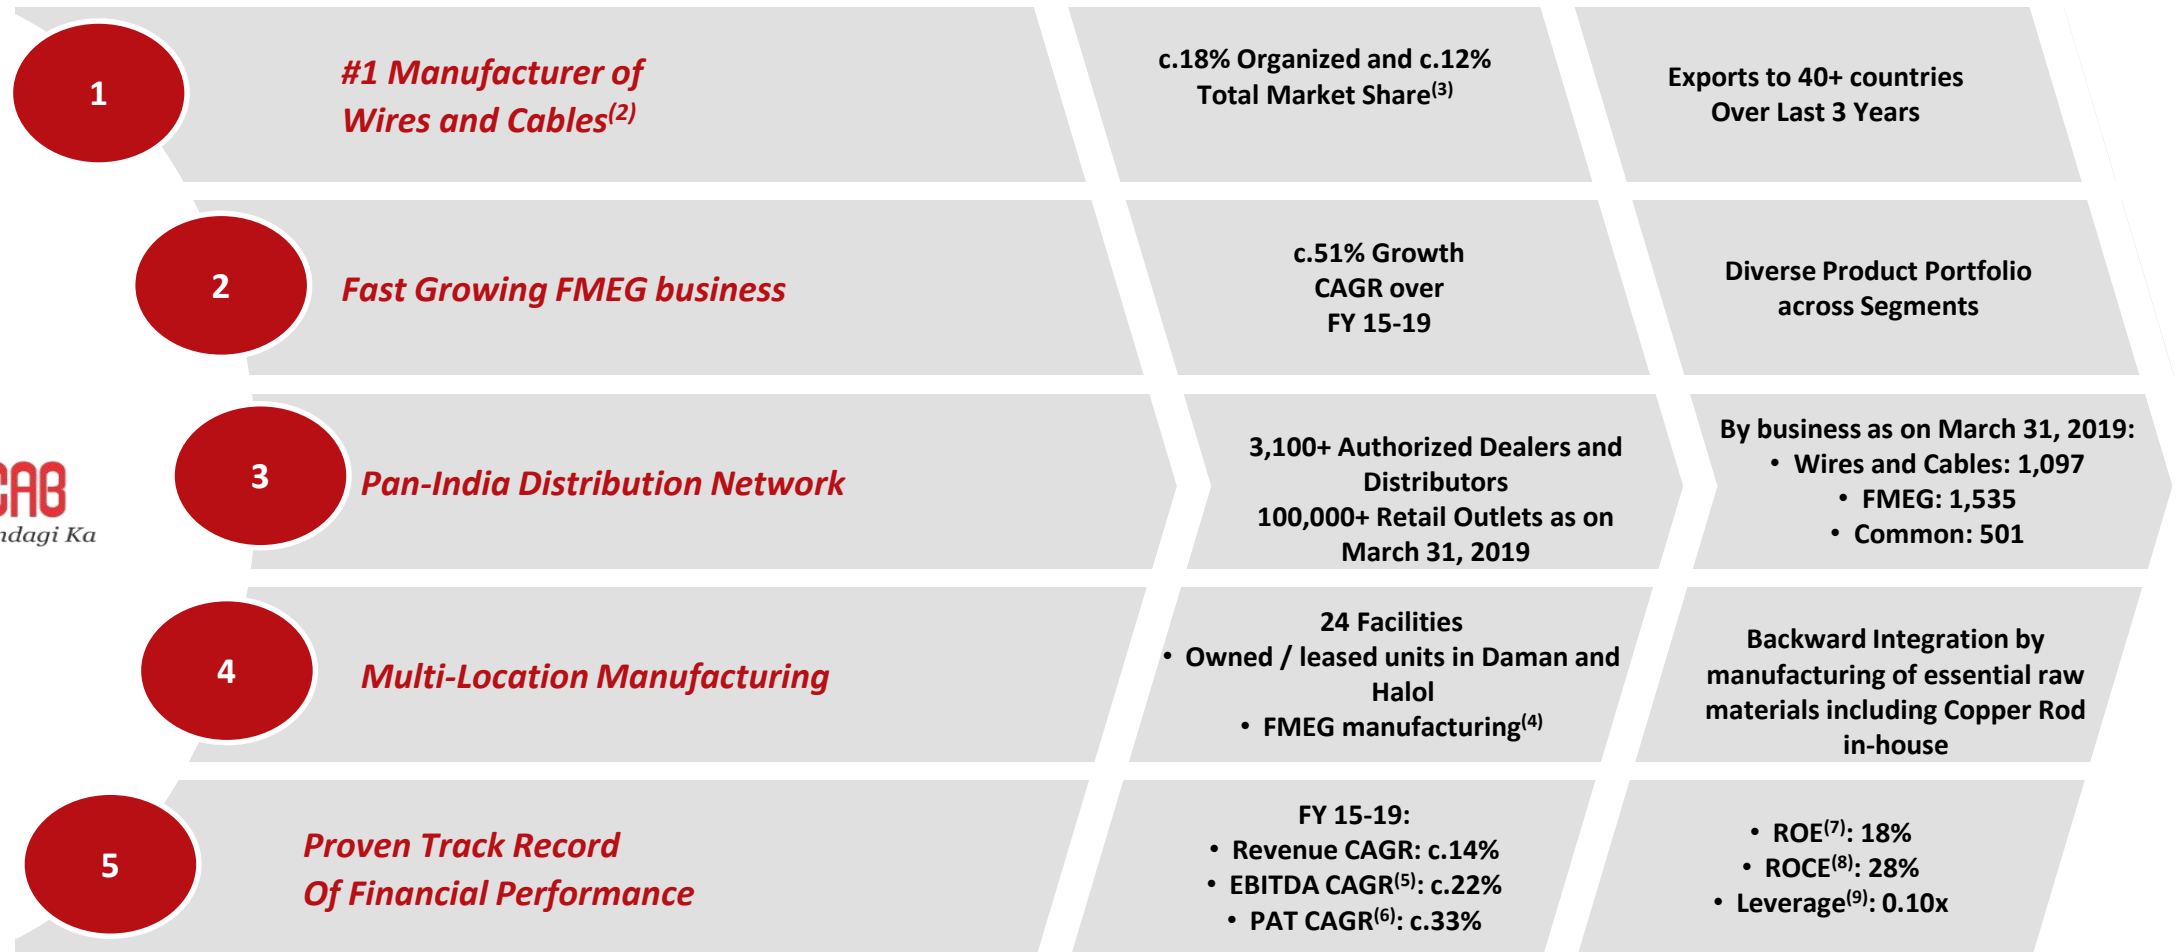 1
#1 Manufacturer of
Wires and Cables(2)
c.18% Organized and c.12%
Total Market Share(3)
Exports to 40+ countries
Over Last 3 Years
2
Fast Growing FMEG business
c.51% Growth
CAGR over
FY 15-19
Diverse Product Portfolio
across Segments
CAB
ndagi Ka
3
Pan-India Distribution Network
3,100+ Authorized Dealers and
Distributors
100,000+ Retail Outlets as on
March 31, 2019
By business as on March 31, 2019:
• Wires and Cables: 1,097
• FMEG: 1,535
• Common: 501
4
Multi-Location Manufacturing
24 Facilities
• Owned / leased units in Daman and
Halol
• FMEG manufacturing(4)
Backward Integration by
manufacturing of essential raw
materials including Copper Rod
in-house
5
Proven Track Record
Of Financial Performance
FY 15-19:
• Revenue CAGR: c.14%
• EBITDA CAGR(5): c.22%
• PAT CAGR(6): c.33%
• ROE(7): 18%
• ROCE(8): 28%
• Leverage(9): 0.10x